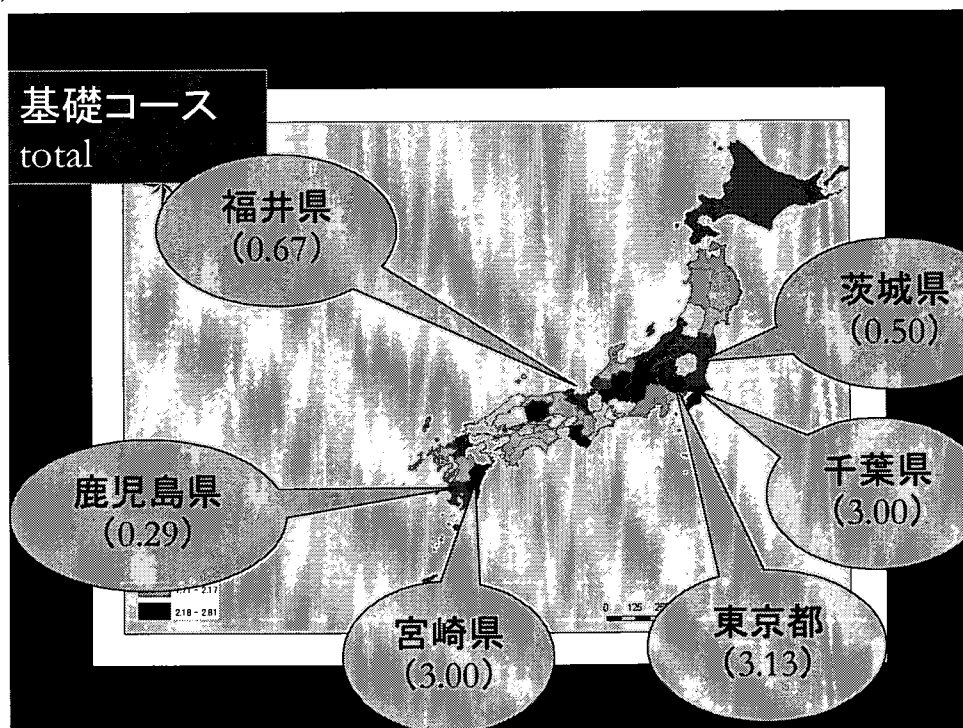 基礎コース
total
福井県
(0.67)
茨城県
(0.50)
千葉県
(3.00)
鹿児島県
(0.29)
2.18 - 2.61
宮崎県
(3.00)
東京都
(3.13)
0 125